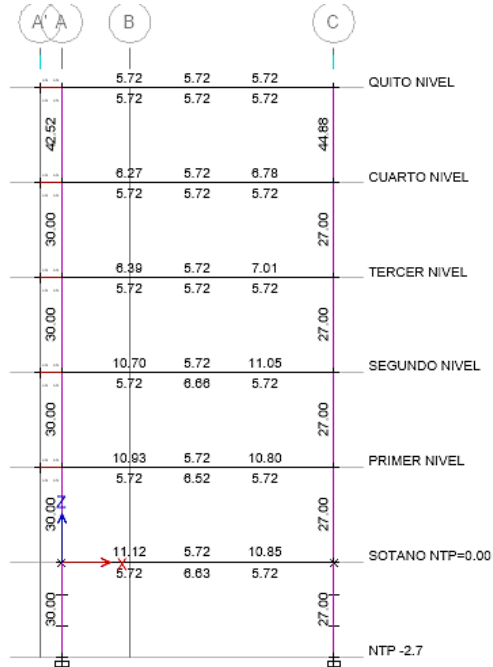 A' A B C
5.72 5.72 5.72 QUITO NIVEL
5.72 5.72 5.72
42.52 44.88
6.27 5.72 6.78 CUARTO NIVEL
5.72 5.72 5.72
30.00 27.00
6.39 5.72 7.01 TERCER NIVEL
5.72 5.72 5.72
30.00 27.00
10.70 5.72 11.05 SEGUNDO NIVEL
5.72 6.66 5.72
30.00 27.00
10.93 5.72 10.80 PRIMER NIVEL
5.72 6.52 5.72
30.00 27.00
Z
11.12 5.72 10.85 SOTANO NTP=0.00
X
5.72 6.63 5.72
30.00 27.00
NTP -2.7